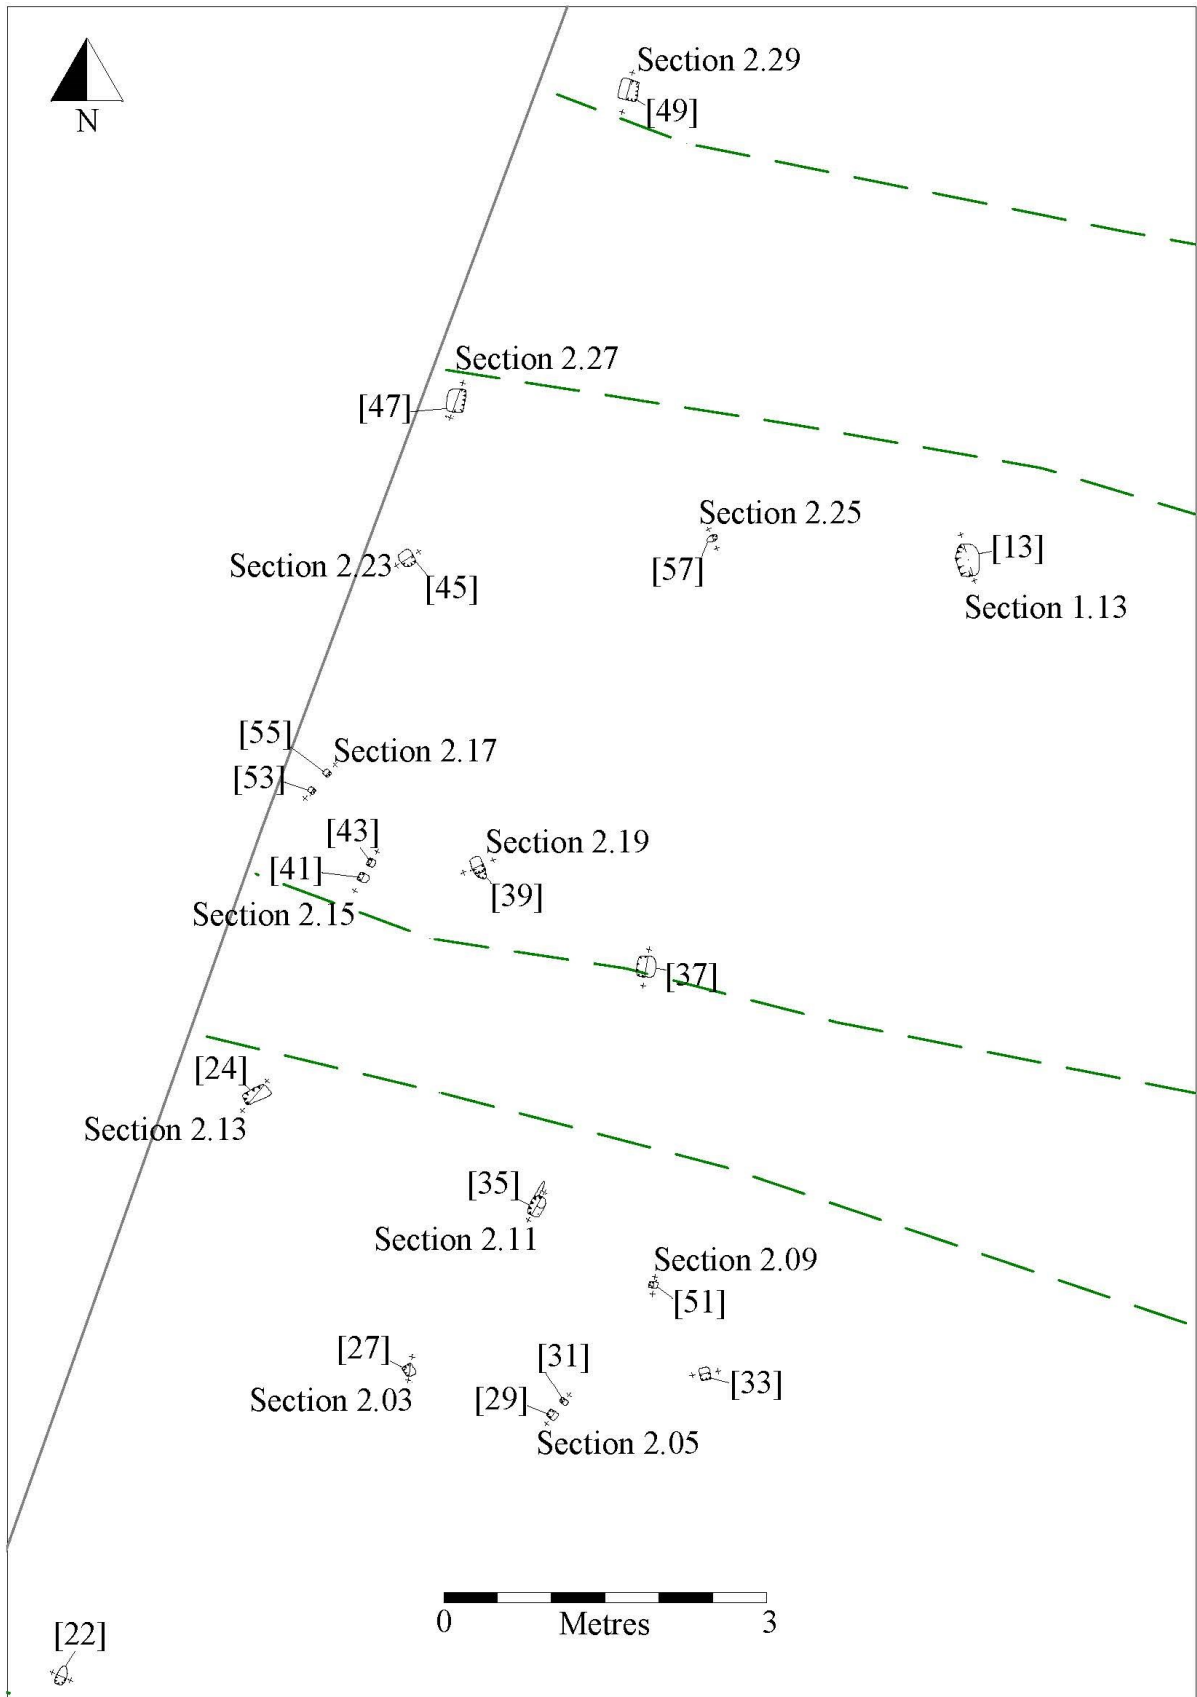 Section 2.29
[49]
N
Section 2.27
[47]
Section 2.25
[57]
[13]
Section 1.13
Section 2.23
[45]
[55]
Section 2.17
[53]
[43]
Section 2.19
[41]
[39]
Section 2.15
[37]
[24]
Section 2.13
[35]
Section 2.11
Section 2.09
[51]
[27]
[31]
[33]
Section 2.03
[29]
Section 2.05
0 Metres 3
[22]